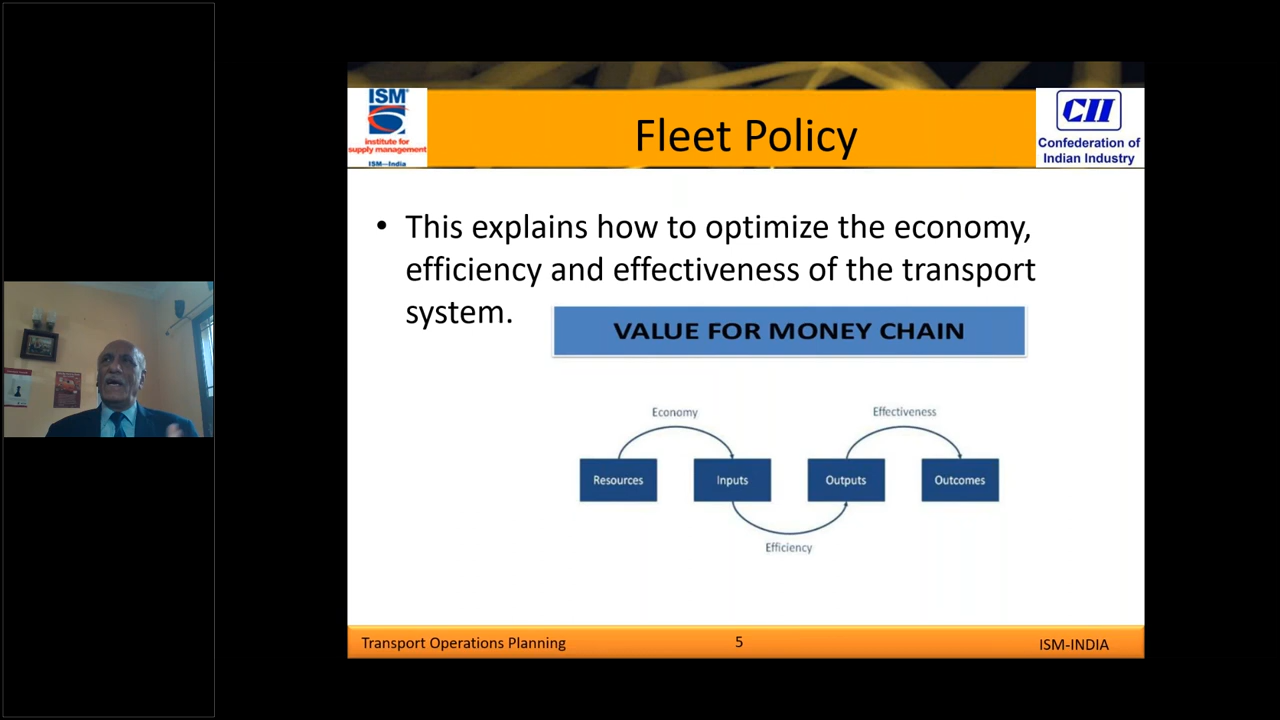 ISM
institute for
supply management
ISM—India
Fleet Policy
CII
Confederation of
Indian Industry
• This explains how to optimize the economy,
efficiency and effectiveness of the transport
system.
VALUE FOR MONEY CHAIN
Economy
Effectiveness
Resources
Inputs
Outputs
Outcomes
Efficiency
Transport Operations Planning
5
ISM-INDIA